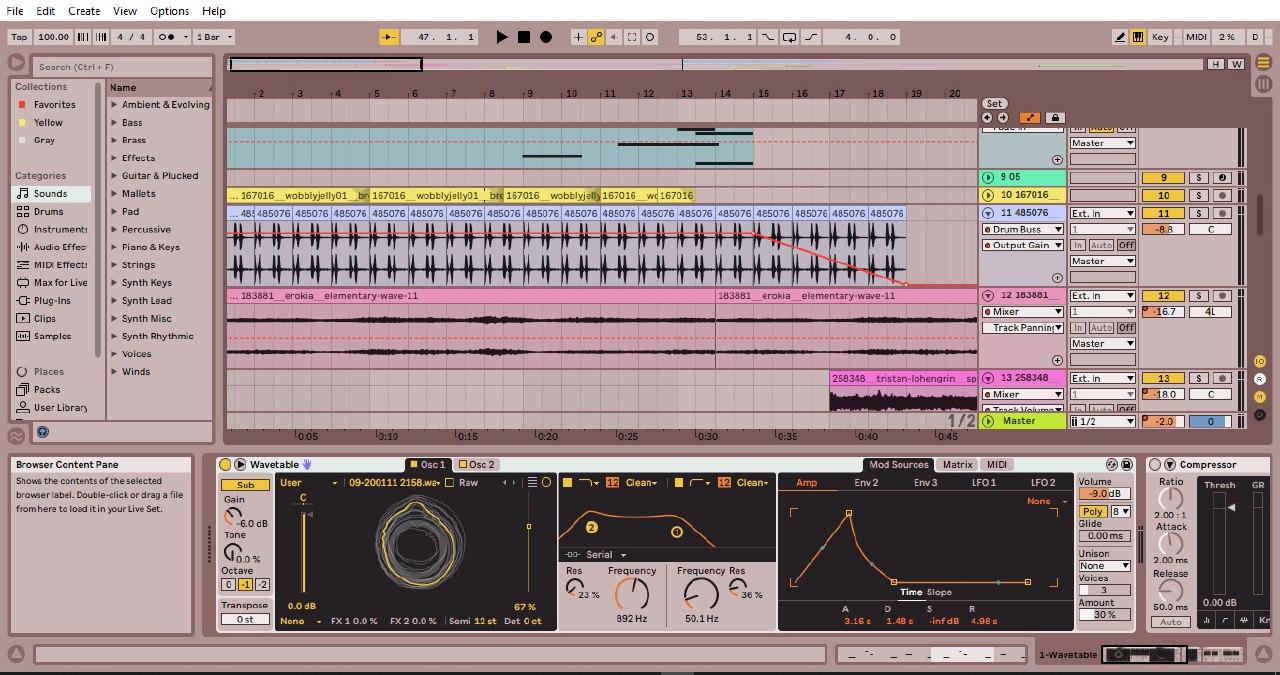 File Edit Create View Options Help
Tap 100.00 4 / 4 1 Bar 47. 1. 1 53. 1. 1 4. 0. 0 Key MIDI 2 % D
Search (Ctrl + F)
H W
Collections Name
Favorites
Yellow
Gray
Categories
Sounds
Drums
Instruments
Audio Effec
MIDI Effects
Max for Live
Plug-Ins
Clips
Samples
Places
Packs
User Library
Ambient & Evolving
Bass
Brass
Effects
Guitar & Plucked
Mallets
Pad
Percussive
Piano & Keys
Strings
Synth Keys
Synth Lead
Synth Misc
Synth Rhythmic
Voices
Winds
2 3 4 5 6 7 8 9 10 11 12 13 14 15 16 17 18 19 20
Set
Master
9 05 9 S
... 167016__wobblyjelly01__br 167016__wobblyjelly01__bre 167016__wobblyjelly 167016__wc 167016
10 167016__ 10 S
... 485 485076 485076 485076 485076 485076 485076 485076 485076 485076 485076 485076 485076 485076 485076 485076 485076 485076
11 485076 Ext. In 11 S
Drum Buss 1 -8.8 C
Output Gain In Auto Off
Master
... 183881__erokia__elementary-wave-11 183881__erokia__elementary-wave-11
12 183881__ Ext. In 12 S
Mixer 1 -16.7 4L
Track Panning In Auto Off
Master
258348__tristan-lohengrin__sp
13 258348__ Ext. In 13 S
Mixer 1 -18.0 C
Track Volume In Auto Off
1/2 Master 1/2 -2.0 0
0:05 0:10 0:15 0:20 0:25 0:30 0:35 0:40 0:45
Browser Content Pane
Shows the contents of the selected
browser label. Double-click or drag a file
from here to load it in your Live Set.
Wavetable Osc 1 Osc 2 Mod Sources Matrix MIDI
Sub
Gain
-6.0 dB
Tone
0.0 %
Octave
0 -1 -2
Transpose
0 st
User 09-200111 2158.wa Raw
C
0.0 dB 67 %
None FX 1 0.0 % FX 2 0.0 % Semi 12 st Det 0 ct
12 Clean 12 Clean
2 1
Serial
Res Frequency Frequency Res
23 % 36 %
892 Hz 50.1 Hz
Amp Env 2 Env 3 LFO 1 LFO 2
None
Time Slope
A D S R
3.16 s 1.48 s -inf dB 4.98 s
Volume
-9.0 dB
Poly 8
Glide
0.00 ms
Unison
None
Voices
3
Amount
30 %
Compressor
Ratio Thresh GR
2.00 : 1
Attack
2.00 ms
Release
50.0 ms 0.00 dB
Auto Kn
1-Wavetable